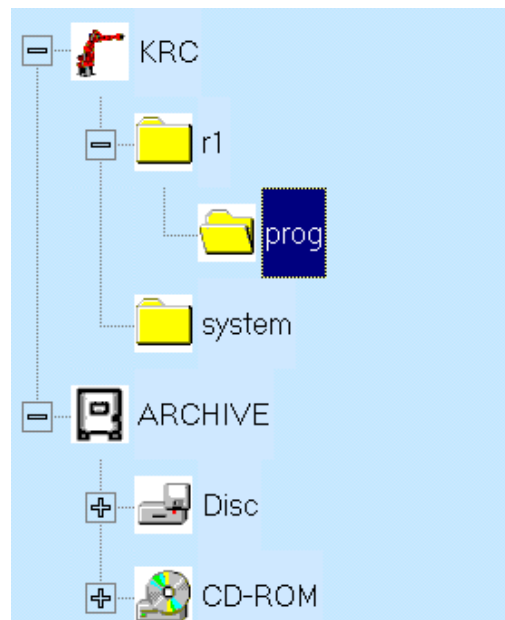 KRC
r1
prog
system
ARCHIVE
Disc
CD-ROM